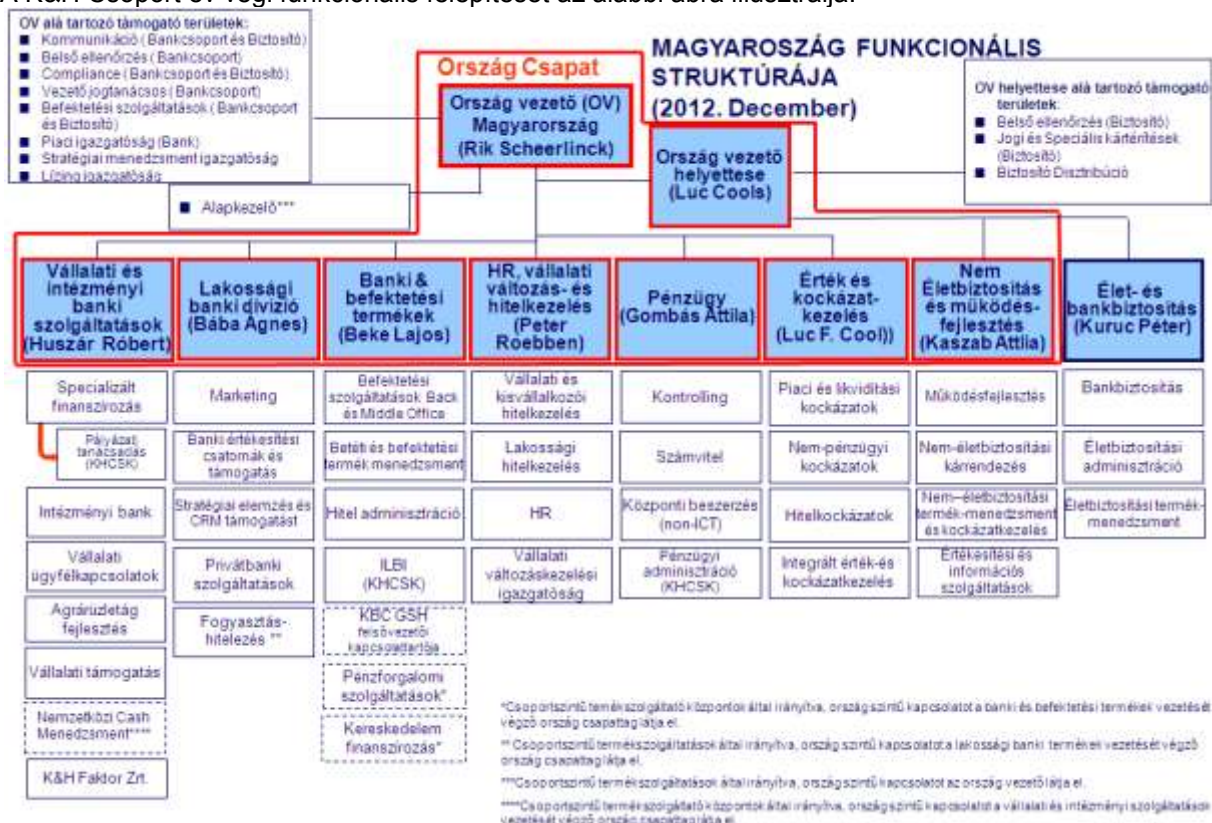 A K&H Csoport év végi funkcionális felépítését az alábbi ábra illusztrálja:
OV alá tartozó támogató területek:
■ Kommunikáció (Bankcsoport és Biztosító)
■ Belső ellenőrzés (Bankcsoport)
■ Compliance (Bankcsoport és Biztosító)
■ Vezető jogtanácsos (Bankcsoport)
■ Befektetési szolgáltatások (Bankcsoport
és Biztosító)
■ Piaci igazgatóság (Bank)
■ Stratégiai menedzsment igazgatóság
■ Lízing igazgatóság
■ Alapkezelő***
Ország Csapat
Ország vezető (OV)
Magyarország
(Rik Scheerlinck)
MAGYAROSZÁG FUNKCIONÁLIS
STRUKTÚRÁJA
(2012. December)
Ország vezető
helyettese
(Luc Cools)
OV helyettese alá tartozó támogató
területek:
■ Belső ellenőrzés (Biztosító)
■ Jogi és Speciális kártérítések
(Biztosító)
■ Biztosító Disztribúció
Vállalati és
intézményi
banki
szolgáltatások
(Huszár Róbert)
Specializált
finanszírozás
Pályázati
tanácsadás
(KHCSK)
Intézményi bank
Vállalati
ügyfélkapcsolatok
Agrárüzletág
fejlesztés
Vállalati támogatás
Nemzetközi Cash
Menedzsment****
K&H Faktor Zrt.
Lakossági
banki divízió
(Bába Ágnes)
Marketing
Banki értékesítési
csatornák és
támogatás
Stratégiai elemzés és
CRM támogatást
Privátbanki
szolgáltatások
Fogyasztás-
hitelezés **
Banki &
befektetési
termékek
(Beke Lajos)
Befektetési
szolgáltatások Back
és Middle Office
Betéti és befektetési
termék menedzsment
Hitel adminisztráció
ILBI
(KHCSK)
KBC GSH
felsővezetői
kapcsolattartója
Pénzforgalomi
szolgáltatások*
Kereskedelem
finanszírozás*
HR, vállalati
változás- és
hitelkezelés
(Peter
Roebben)
Vállalati és
kisvállalkozói
hitelkezelés
Lakossági
hitelkezelés
HR
Vállalati
változáskezelési
igazgatóság
Pénzügy
(Gombás Attila)
Kontrolling
Számvitel
Központi beszerzés
(non-ICT)
Pénzügyi
adminisztráció
(KHCSK)
Érték és
kockázat-
kezelés
(Luc F. Cool))
Piaci és likviditási
kockázatok
Nem-pénzügyi
kockázatok
Hitelkockázatok
Integrált érték-és
kockázatkezelés
Nem
Életbiztosítás
és működés-
fejlesztés
(Kaszab Attila)
Működésfejlesztés
Nem-életbiztosítási
kárrendezés
Nem–életbiztosítási
termék-menedzsment
és kockázatkezelés
Értékesítési és
információs
szolgáltatások
Élet- és
bankbiztosítás
(Kuruc Péter)
Bankbiztosítás
Életbiztosítási
adminisztráció
Életbiztosítási termék-
menedzsment
*Csoportszintű temékszolgáltató központok által irányítva, ország szintű kapcsolatot a banki és befektetési termékek vezetését
végző ország csapattag látja el.
** Csoportszintű termékszolgáltatások által irányítva, ország szintű kapcsolatot a lakossági banki termékek vezetését végző
ország csapattag látja el.
***Csoportszintű termékszolgáltatások által irányítva, ország szintű kapcsolatot az ország vezető látja el.
****Csoportszintű termékszolgáltató központok által irányítva, ország szintű kapcsolatot a vállalati és intézményi szolgáltatások
vezetését végző ország csapattag látja el.